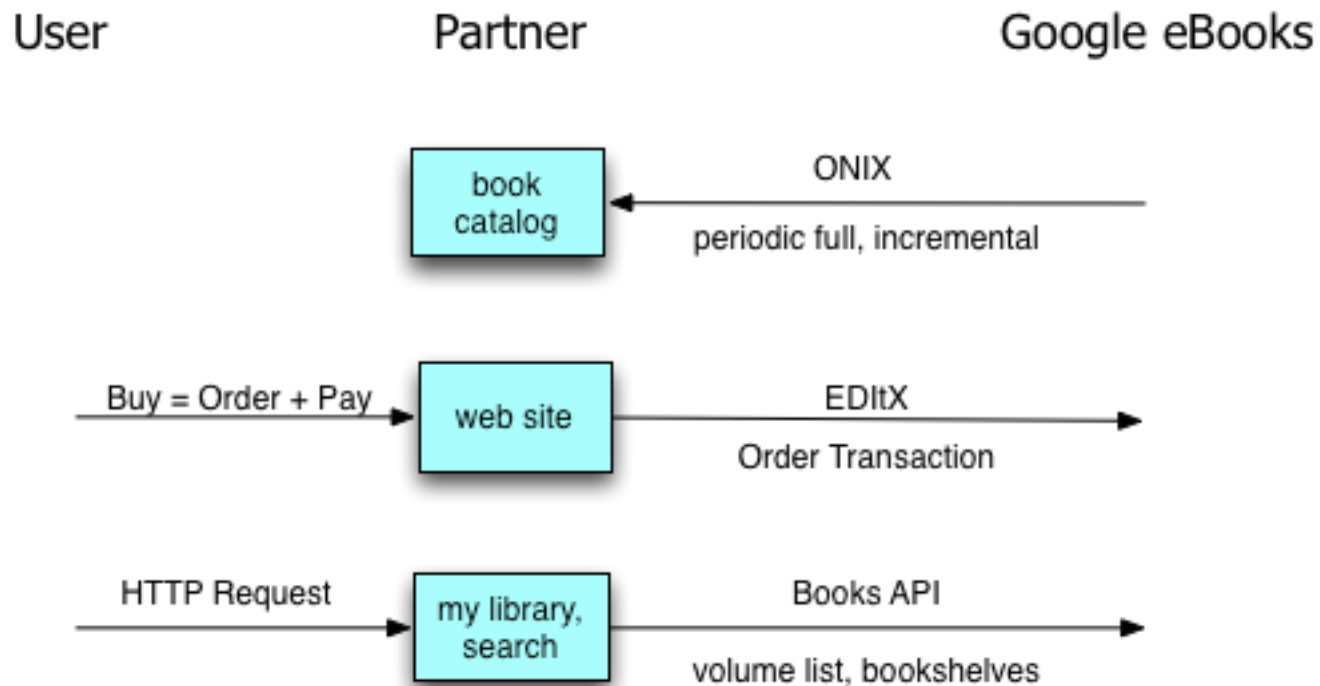 User
Partner
Google eBooks
book
catalog
ONIX
periodic full, incremental
Buy = Order + Pay
web site
EDItX
Order Transaction
HTTP Request
my library,
search
Books API
volume list, bookshelves